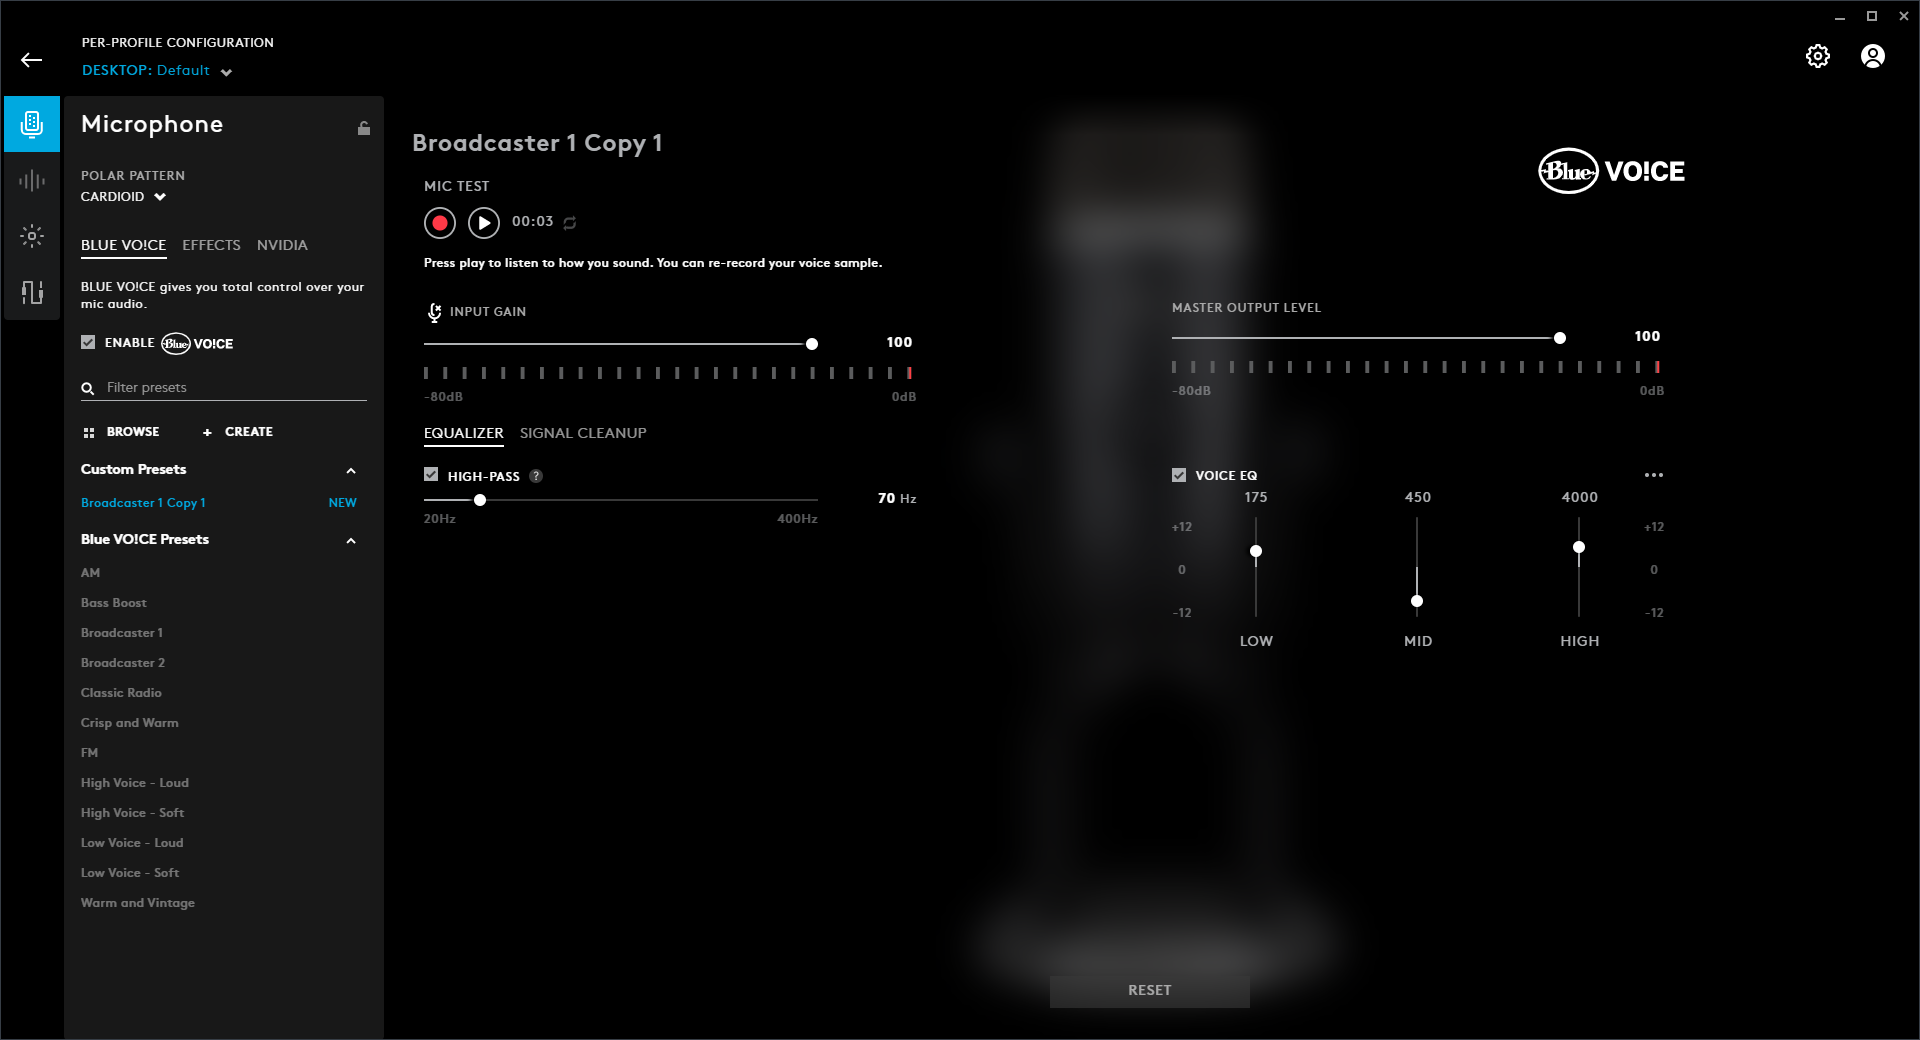 PER-PROFILE CONFIGURATION
DESKTOP: Default
Microphone
POLAR PATTERN
CARDIOID
BLUE VO!CE EFFECTS NVIDIA
BLUE VO!CE gives you total control over your
mic audio.
ENABLE Blue VO!CE
Filter presets
BROWSE + CREATE
Custom Presets
Broadcaster 1 Copy 1 NEW
Blue VO!CE Presets
AM
Bass Boost
Broadcaster 1
Broadcaster 2
Classic Radio
Crisp and Warm
FM
High Voice - Loud
High Voice - Soft
Low Voice - Loud
Low Voice - Soft
Warm and Vintage
Broadcaster 1 Copy 1
MIC TEST
00:03
Press play to listen to how you sound. You can re-record your voice sample.
INPUT GAIN
100
-80dB 0dB
EQUALIZER SIGNAL CLEANUP
HIGH-PASS ?
70 Hz
20Hz 400Hz
Blue VO!CE
MASTER OUTPUT LEVEL
100
-80dB 0dB
VOICE EQ
175 450 4000
+12 +12
0 0
-12 -12
LOW MID HIGH
RESET